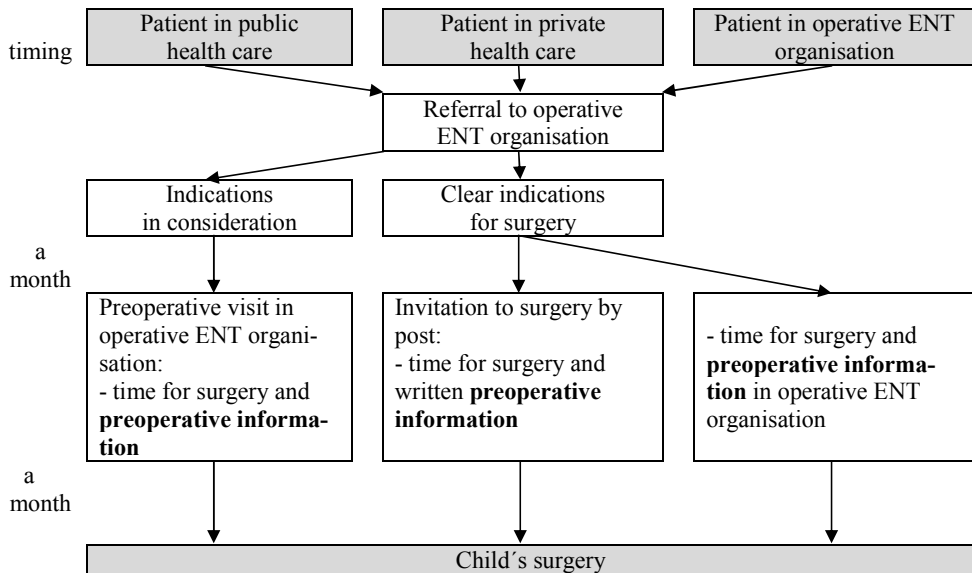 timing
Patient in public
health care
Patient in private
health care
Patient in operative ENT
organisation
Referral to operative
ENT organisation
Indications
in consideration
Clear indications
for surgery
a
month
Preoperative visit in
operative ENT organi-
sation:
- time for surgery and
preoperative informa-
tion
Invitation to surgery by
post:
- time for surgery and
written preoperative
information
- time for surgery and
preoperative informa-
tion in operative ENT
organisation
a
month
Child´s surgery